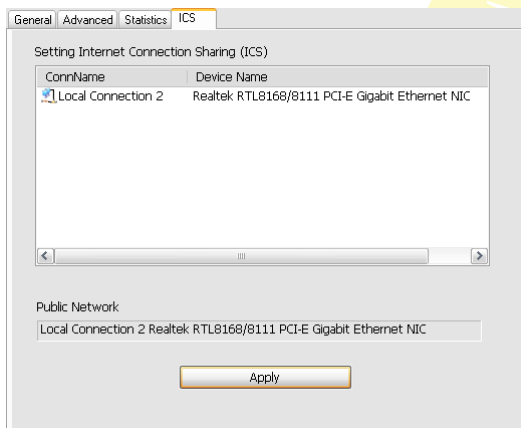 General Advanced Statistics ICS
Setting Internet Connection Sharing (ICS)
ConnName Device Name
Local Connection 2 Realtek RTL8168/8111 PCI-E Gigabit Ethernet NIC
Public Network
Local Connection 2 Realtek RTL8168/8111 PCI-E Gigabit Ethernet NIC
Apply